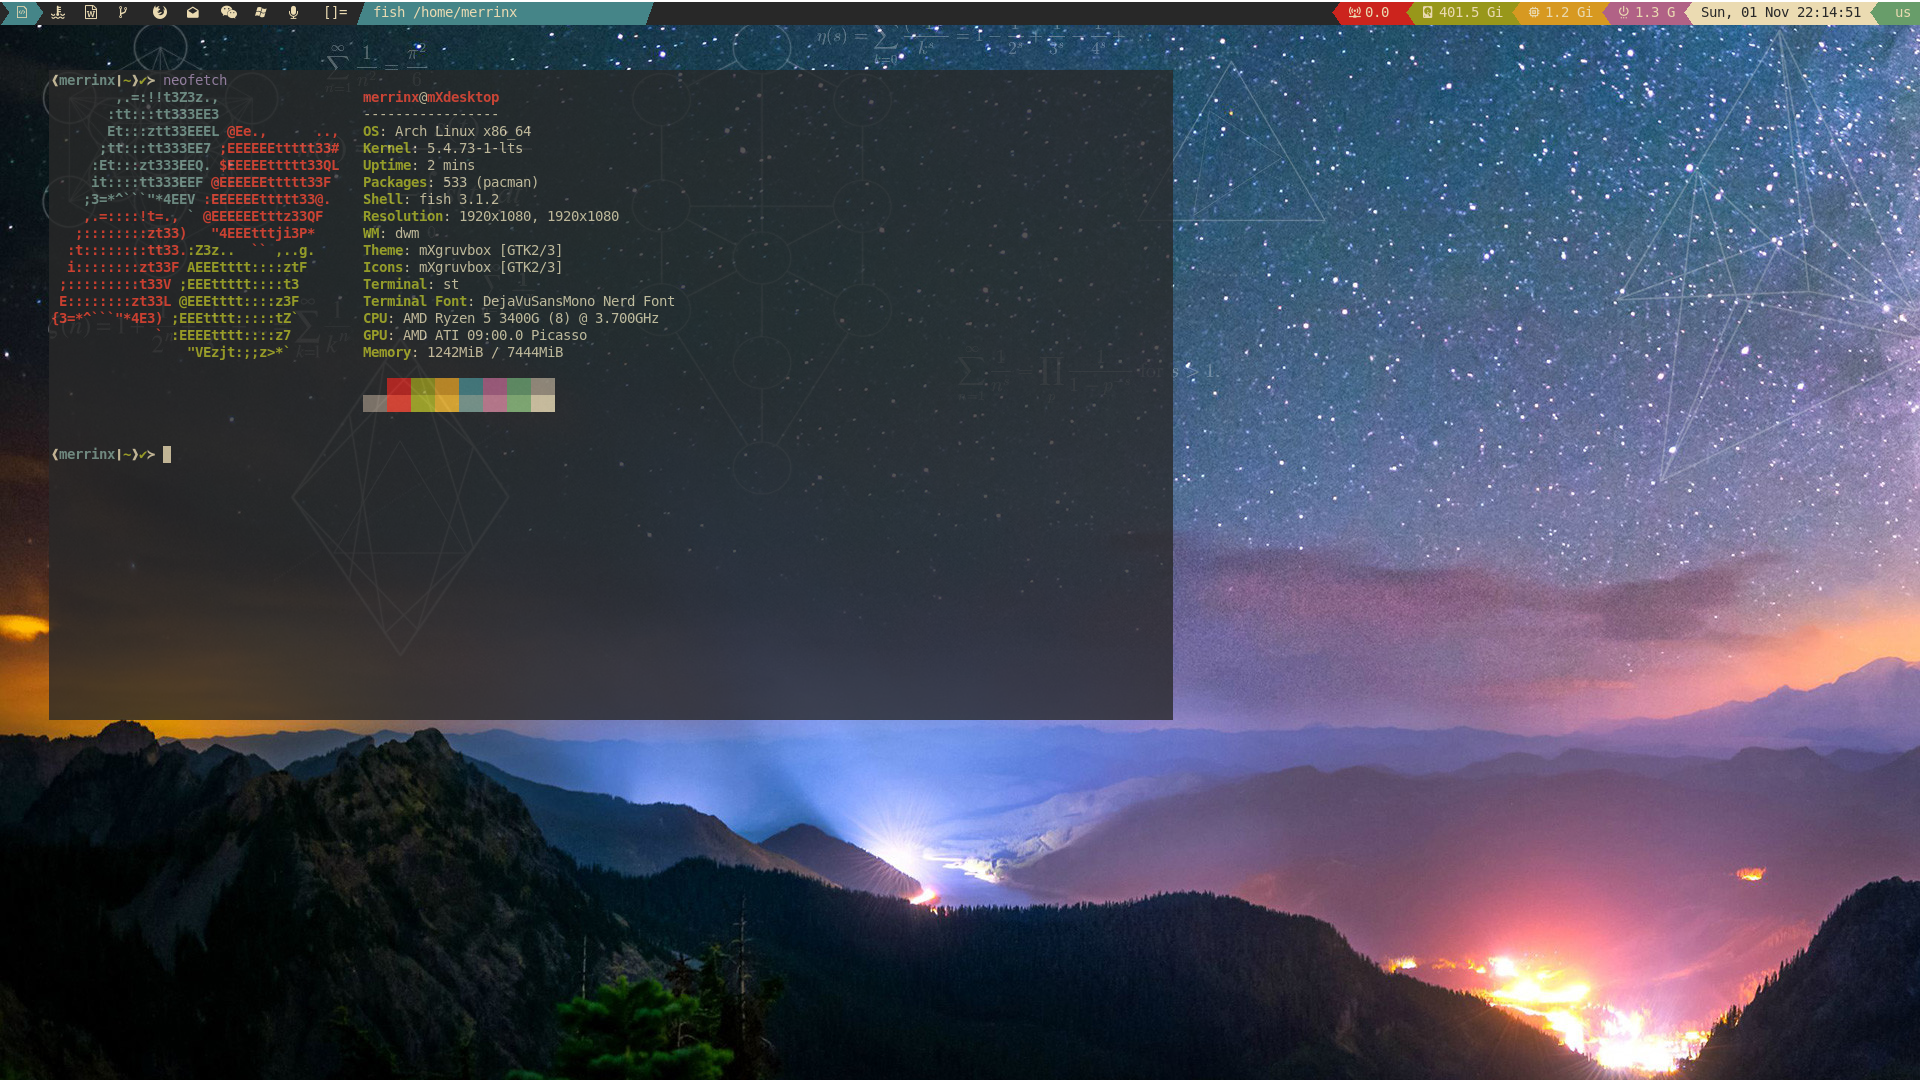 []= fish /home/merrinx 0.0 401.5 Gi 1.2 Gi 1.3 G Sun, 01 Nov 22:14:51 us
❰merrinx|~❱✔➤ neofetch
,.=:!!t3Z3z., merrinx@mXdesktop
:tt:::tt333EE3 -----------------
Et:::ztt33EEEL @Ee., .., OS: Arch Linux x86_64
;tt:::tt333EE7 ;EEEEEEttttt33# Kernel: 5.4.73-1-lts
:Et:::zt333EEQ. $EEEEEttttt33QL Uptime: 2 mins
it::::tt333EEF @EEEEEEttttt33F Packages: 533 (pacman)
;3=*^```"*4EEV :EEEEEEttttt33@. Shell: fish 3.1.2
,.=::::!t=., ` @EEEEEEtttz33QF Resolution: 1920x1080, 1920x1080
;::::::::zt33) "4EEEtttji3P* WM: dwm
:t::::::::tt33.:Z3z.. `` ,..g. Theme: mXgruvbox [GTK2/3]
i::::::::zt33F AEEEtttt::::ztF Icons: mXgruvbox [GTK2/3]
;:::::::::t33V ;EEEttttt::::t3 Terminal: st
E::::::::zt33L @EEEtttt::::z3F Terminal Font: DejaVuSansMono Nerd Font
{3=*^```"*4E3) ;EEEtttt:::::tZ` CPU: AMD Ryzen 5 3400G (8) @ 3.700GHz
` :EEEEtttt::::z7 GPU: AMD ATI 09:00.0 Picasso
"VEzjt:;;z>*` Memory: 1242MiB / 7444MiB
❰merrinx|~❱✔➤